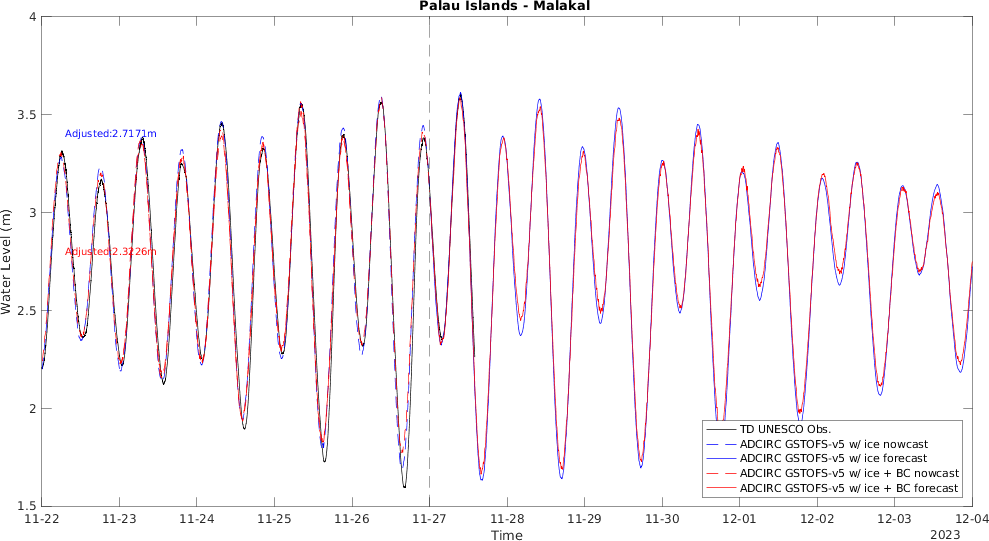 Palau Islands - Malakal
4
3.5
3
2.5
2
1.5
Water Level (m)
Adjusted:2.7171m
Adjusted:2.3226m
TD UNESCO Obs.
ADCIRC GSTOFS-v5 w/ ice nowcast
ADCIRC GSTOFS-v5 w/ ice forecast
ADCIRC GSTOFS-v5 w/ ice + BC nowcast
ADCIRC GSTOFS-v5 w/ ice + BC forecast
11-22 11-23 11-24 11-25 11-26 11-27 11-28 11-29 11-30 12-01 12-02 12-03 12-04
Time
2023